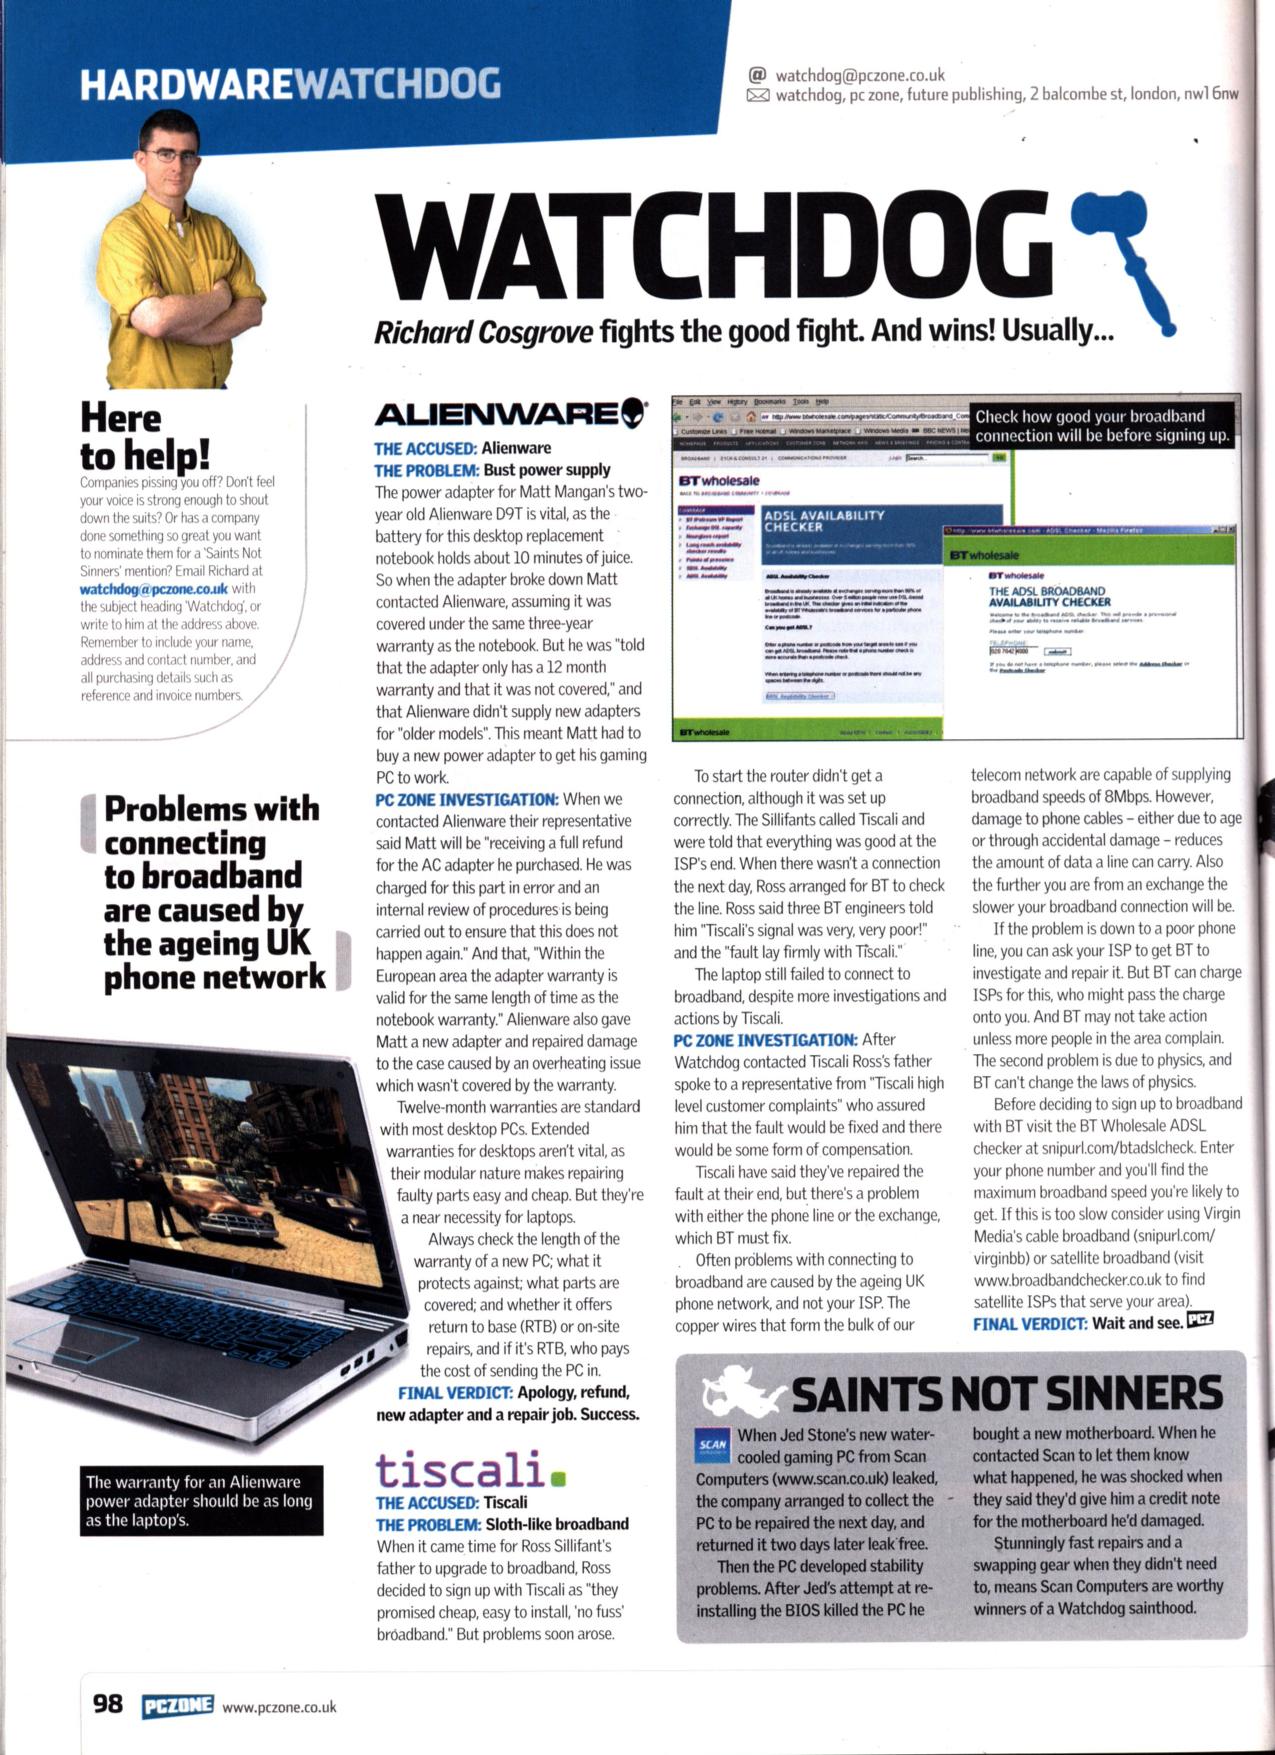 HARDWAREWATCHDOG
@ watchdog@pczone.co.uk
watchdog, pc zone, future publishing, 2 balcombe st, london, nw1 6nw
WATCHDOG
Richard Cosgrove fights the good fight. And wins! Usually...
Here
to help!
Companies pissing you off? Don't feel
your voice is strong enough to shout
down the suits? Or has a company
done something so great you want
to nominate them for a 'Saints Not
Sinners' mention? Email Richard at
watchdog@pczone.co.uk with
the subject heading 'Watchdog', or
write to him at the address above.
Remember to include your name,
address and contact number, and
all purchasing details such as
reference and invoice numbers.
Problems with
connecting
to broadband
are caused by
the ageing UK
phone network
The warranty for an Alienware
power adapter should be as long
as the laptop's.
ALIENWARE
THE ACCUSED: Alienware
THE PROBLEM: Bust power supply
The power adapter for Matt Mangan's two-
year old Alienware D9T is vital, as the
battery for this desktop replacement
notebook holds about 10 minutes of juice.
So when the adapter broke down Matt
contacted Alienware, assuming it was
covered under the same three-year
warranty as the notebook. But he was "told
that the adapter only has a 12 month
warranty and that it was not covered," and
that Alienware didn't supply new adapters
for "older models". This meant Matt had to
buy a new power adapter to get his gaming
PC to work.
PC ZONE INVESTIGATION: When we
contacted Alienware their representative
said Matt will be "receiving a full refund
for the AC adapter he purchased. He was
charged for this part in error and an
internal review of procedures is being
carried out to ensure that this does not
happen again." And that, "Within the
European area the adapter warranty is
valid for the same length of time as the
notebook warranty." Alienware also gave
Matt a new adapter and repaired damage
to the case caused by an overheating issue
which wasn't covered by the warranty.
Twelve-month warranties are standard
with most desktop PCs. Extended
warranties for desktops aren't vital, as
their modular nature makes repairing
faulty parts easy and cheap. But they're
a near necessity for laptops.
Always check the length of the
warranty of a new PC; what it
protects against; what parts are
covered; and whether it offers
return to base (RTB) or on-site
repairs, and if it's RTB, who pays
the cost of sending the PC in.
FINAL VERDICT: Apology, refund,
new adapter and a repair job. Success.
tiscali.
THE ACCUSED: Tiscali
THE PROBLEM: Sloth-like broadband
When it came time for Ross Sillifant's
father to upgrade to broadband, Ross
decided to sign up with Tiscali as "they
promised cheap, easy to install, 'no fuss'
broadband." But problems soon arose.
File Edit View History Bookmarks Tools Help
Check how good your broadband
connection will be before signing up.
BT wholesale
ADSL AVAILABILITY
CHECKER
ADSL Availability Checker
Can you get ADSL?
BT wholesale
BT wholesale
BT wholesale
THE ADSL BROADBAND
AVAILABILITY CHECKER
Please enter your telephone number
To start the router didn't get a
connection, although it was set up
correctly. The Sillifants called Tiscali and
were told that everything was good at the
ISP's end. When there wasn't a connection
the next day, Ross arranged for BT to check
the line. Ross said three BT engineers told
him "Tiscali's signal was very, very poor!"
and the "fault lay firmly with Tiscali."
The laptop still failed to connect to
broadband, despite more investigations and
actions by Tiscali.
PC ZONE INVESTIGATION: After
Watchdog contacted Tiscali Ross's father
spoke to a representative from "Tiscali high
level customer complaints" who assured
him that the fault would be fixed and there
would be some form of compensation.
Tiscali have said they've repaired the
fault at their end, but there's a problem
with either the phone line or the exchange,
which BT must fix.
Often problems with connecting to
broadband are caused by the ageing UK
phone network, and not your ISP. The
copper wires that form the bulk of our
telecom network are capable of supplying
broadband speeds of 8Mbps. However,
damage to phone cables – either due to age
or through accidental damage – reduces
the amount of data a line can carry. Also
the further you are from an exchange the
slower your broadband connection will be.
If the problem is down to a poor phone
line, you can ask your ISP to get BT to
investigate and repair it. But BT can charge
ISPs for this, who might pass the charge
onto you. And BT may not take action
unless more people in the area complain.
The second problem is due to physics, and
BT can't change the laws of physics.
Before deciding to sign up to broadband
with BT visit the BT Wholesale ADSL
checker at snipurl.com/btadslcheck. Enter
your phone number and you'll find the
maximum broadband speed you're likely to
get. If this is too slow consider using Virgin
Media's cable broadband (snipurl.com/
virginbb) or satellite broadband (visit
www.broadbandchecker.co.uk to find
satellite ISPs that serve your area).
FINAL VERDICT: Wait and see. PCZ
SAINTS NOT SINNERS
SCAN
When Jed Stone's new water-
cooled gaming PC from Scan
Computers (www.scan.co.uk) leaked,
the company arranged to collect the
PC to be repaired the next day, and
returned it two days later leak free.
Then the PC developed stability
problems. After Jed's attempt at re-
installing the BIOS killed the PC he
bought a new motherboard. When he
contacted Scan to let them know
what happened, he was shocked when
they said they'd give him a credit note
for the motherboard he'd damaged.
Stunningly fast repairs and a
swapping gear when they didn't need
to, means Scan Computers are worthy
winners of a Watchdog sainthood.
98 PCZONE www.pczone.co.uk